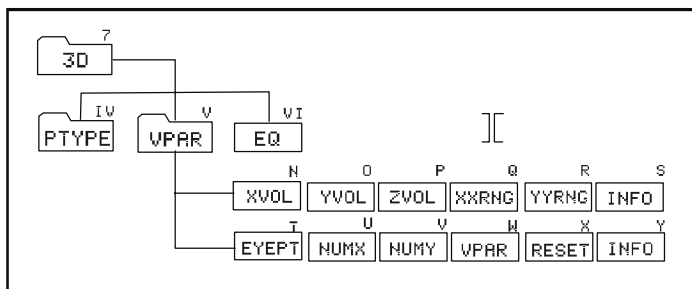 7
3D
IV V VI
PTYPE VPAR EQ
][
N O P Q R S
XVOL YVOL ZVOL XXRNG YYRNG INFO
T U V W X Y
EYEPT NUMX NUMY VPAR RESET INFO